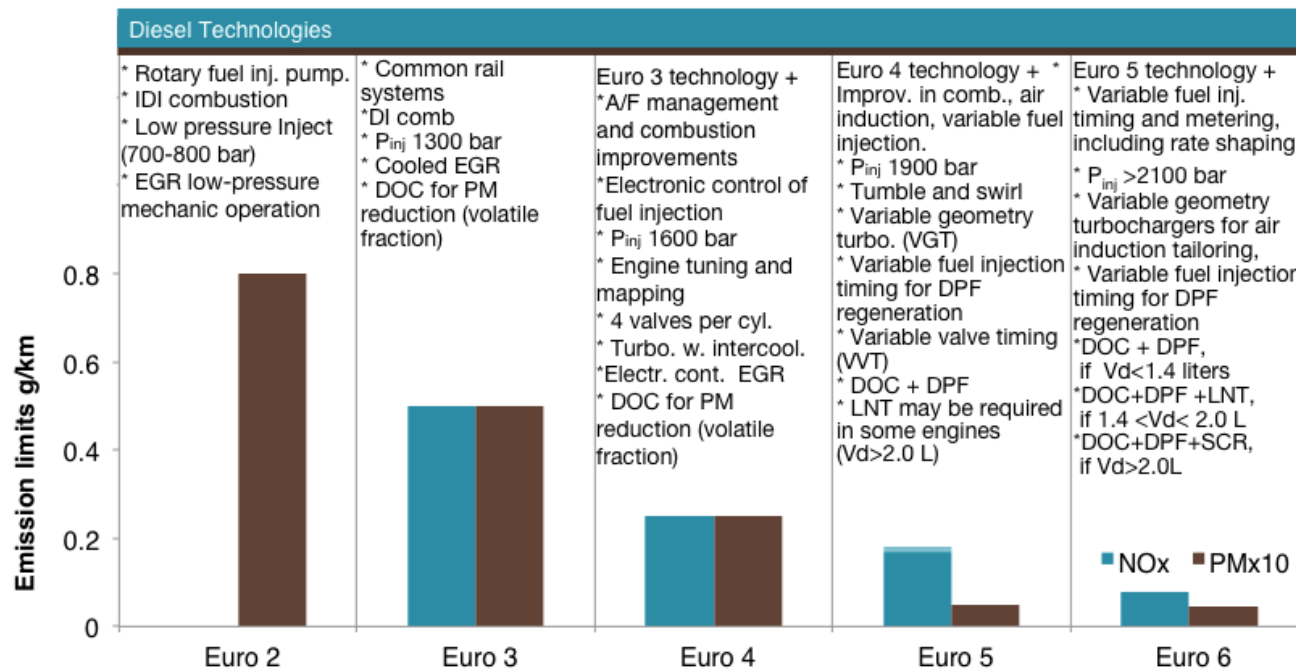 Diesel Technologies
* Rotary fuel inj. pump.
* IDI combustion
* Low pressure Inject
(700-800 bar)
* EGR low-pressure
mechanic operation
* Common rail
systems
*DI comb
* Pinj 1300 bar
* Cooled EGR
* DOC for PM
reduction (volatile
fraction)
Euro 3 technology +
*A/F management
and combustion
improvements
*Electronic control of
fuel injection
* Pinj 1600 bar
* Engine tuning and
mapping
* 4 valves per cyl.
* Turbo. w. intercool.
*Electr. cont. EGR
* DOC for PM
reduction (volatile
fraction)
Euro 4 technology + *
Improv. in comb., air
induction, variable fuel
injection.
* Pinj 1900 bar
* Tumble and swirl
* Variable geometry
turbo. (VGT)
* Variable fuel injection
timing for DPF
regeneration
* Variable valve timing
(VVT)
* DOC + DPF
* LNT may be required
in some engines
(Vd>2.0 L)
Euro 5 technology +
* Variable fuel inj.
timing and metering,
including rate shaping
* Pinj >2100 bar
* Variable geometry
turbochargers for air
induction tailoring,
* Variable fuel injection
timing for DPF
regeneration
*DOC + DPF,
if Vd<1.4 liters
*DOC+DPF +LNT,
if 1.4 <Vd< 2.0 L
*DOC+DPF+SCR,
if Vd>2.0L
Emission limits g/km
0.8
0.6
0.4
0.2
0
NOx
PMx10
Euro 2
Euro 3
Euro 4
Euro 5
Euro 6